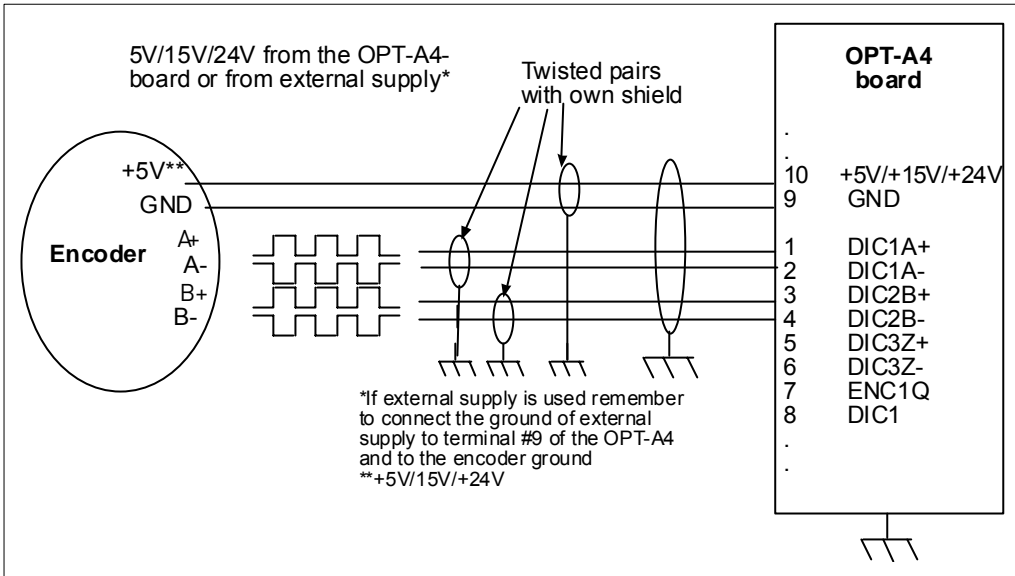 5V/15V/24V from the OPT-A4-
board or from external supply*
Twisted pairs
with own shield
OPT-A4
board
.
.
+5V**
GND
Encoder
A+
A-
B+
B-
10 +5V/+15V/+24V
9 GND
1 DIC1A+
2 DIC1A-
3 DIC2B+
4 DIC2B-
5 DIC3Z+
6 DIC3Z-
7 ENC1Q
8 DIC1
.
.
*If external supply is used remember
to connect the ground of external
supply to terminal #9 of the OPT-A4
and to the encoder ground
**+5V/15V/+24V